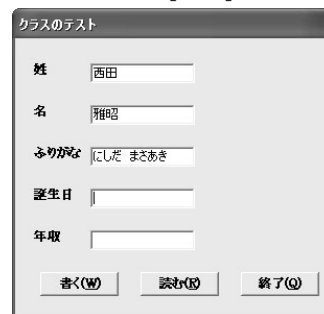 クラスのテスト
姓 西田
名 雅昭
ふりがな にしだ まさあき
誕生日
年収
書く(W) 読む(R) 終了(Q)